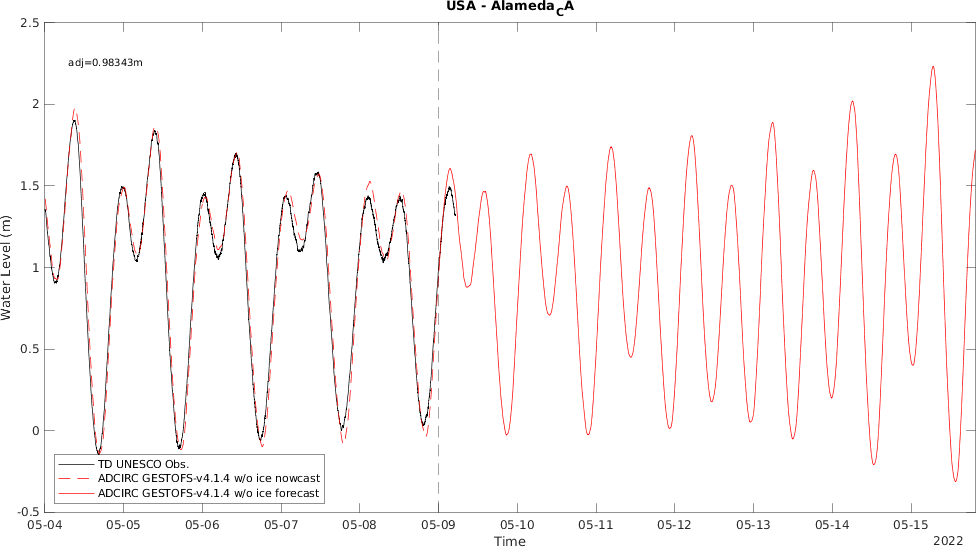 USA - Alameda_CA
adj=0.98343m
2.5
2
1.5
1
0.5
0
-0.5
Water Level (m)
TD UNESCO Obs.
ADCIRC GESTOFS-v4.1.4 w/o ice nowcast
ADCIRC GESTOFS-v4.1.4 w/o ice forecast
05-04 05-05 05-06 05-07 05-08 05-09 05-10 05-11 05-12 05-13 05-14 05-15
Time
2022